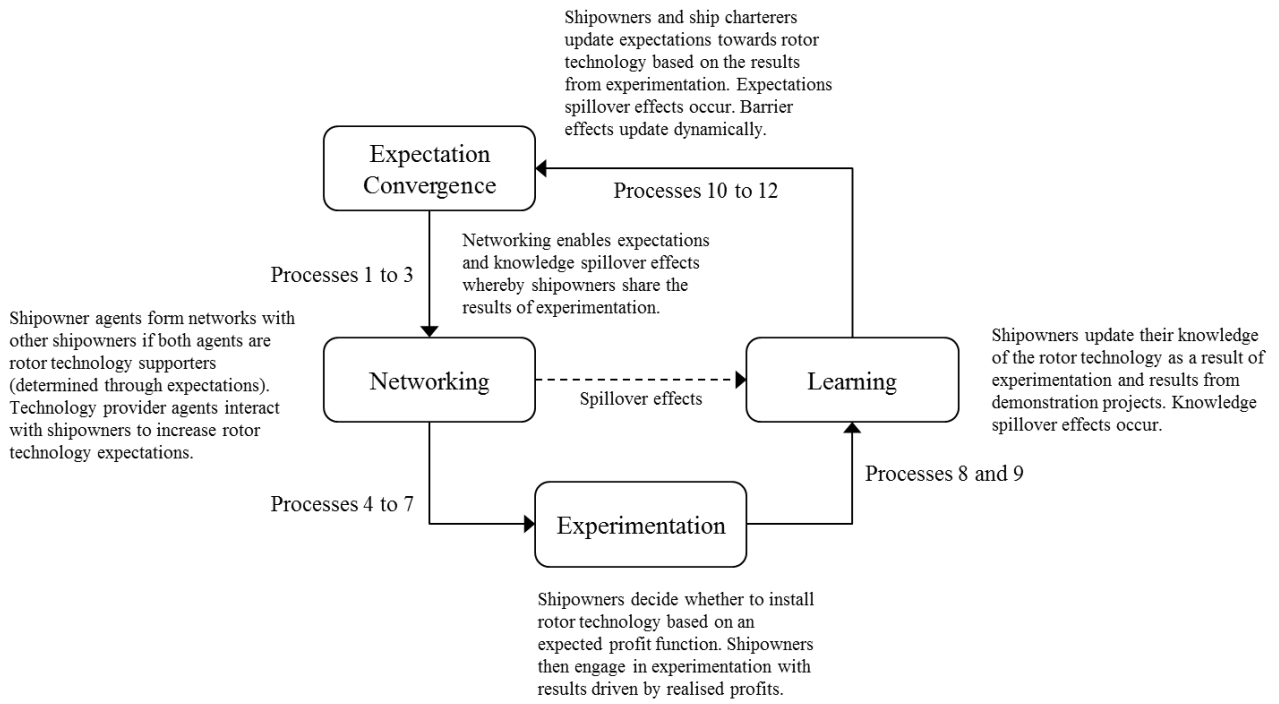 Shipowners and ship charterers
update expectations towards rotor
technology based on the results
from experimentation. Expectations
spillover effects occur. Barrier
effects update dynamically.
Expectation
Convergence
Processes 10 to 12
Networking enables expectations
and knowledge spillover effects
whereby shipowners share the
results of experimentation.
Processes 1 to 3
Shipowner agents form networks with
other shipowners if both agents are
rotor technology supporters
(determined through expectations).
Technology provider agents interact
with shipowners to increase rotor
technology expectations.
Networking
Spillover effects
Learning
Shipowners update their knowledge
of the rotor technology as a result of
experimentation and results from
demonstration projects. Knowledge
spillover effects occur.
Processes 4 to 7
Experimentation
Processes 8 and 9
Shipowners decide whether to install
rotor technology based on an
expected profit function. Shipowners
then engage in experimentation with
results driven by realised profits.